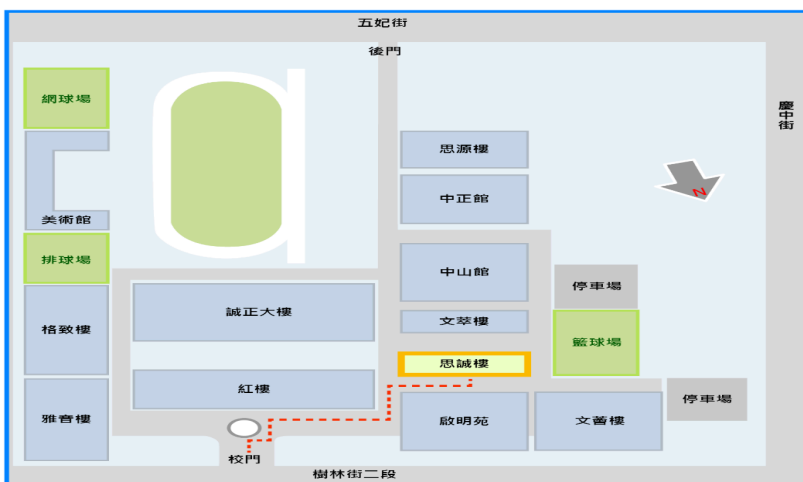 五妃街
後門
網球場
慶中街
思源樓
中正館
N
美術館
排球場
中山館
停車場
誠正大樓
文萃樓
格致樓
籃球場
思誠樓
紅樓
停車場
雅音樓
啟明苑
文薈樓
校門
樹林街二段